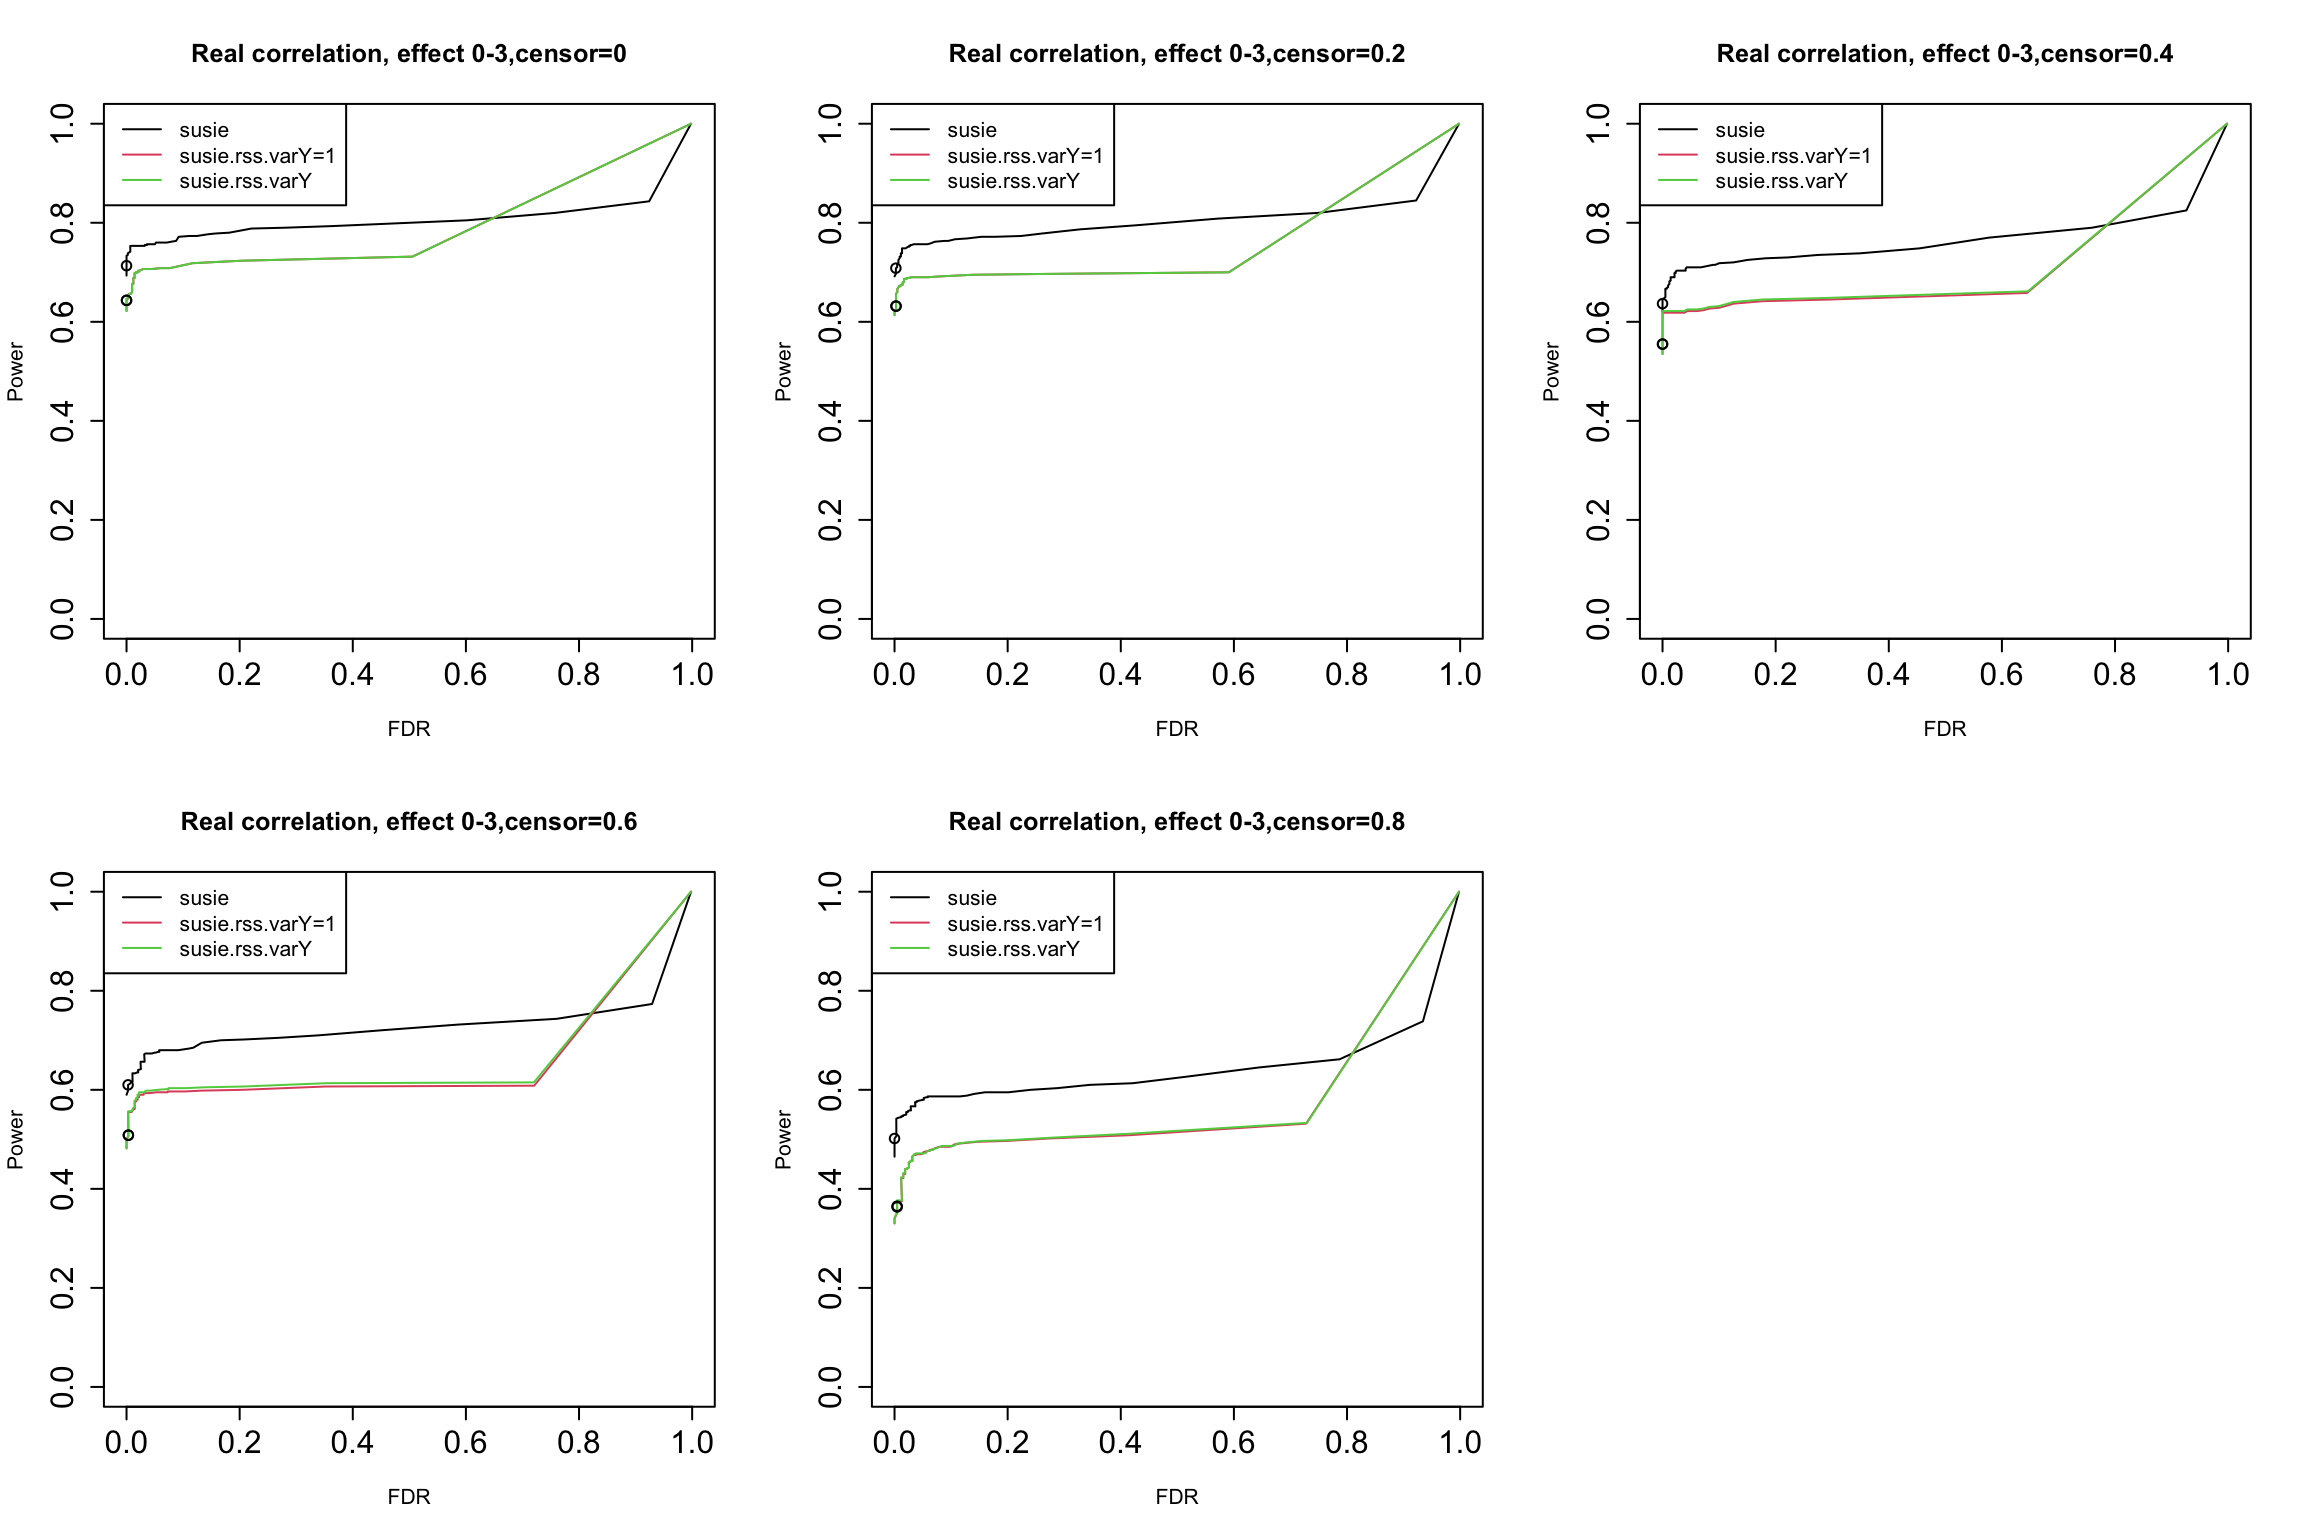 Real correlation, effect 0-3,censor=0
susie
susie.rss.varY=1
susie.rss.varY
Power
0.0 0.2 0.4 0.6 0.8 1.0
0.0 0.2 0.4 0.6 0.8 1.0
FDR
Real correlation, effect 0-3,censor=0.2
susie
susie.rss.varY=1
susie.rss.varY
Power
0.0 0.2 0.4 0.6 0.8 1.0
0.0 0.2 0.4 0.6 0.8 1.0
FDR
Real correlation, effect 0-3,censor=0.4
susie
susie.rss.varY=1
susie.rss.varY
Power
0.0 0.2 0.4 0.6 0.8 1.0
0.0 0.2 0.4 0.6 0.8 1.0
FDR
Real correlation, effect 0-3,censor=0.6
susie
susie.rss.varY=1
susie.rss.varY
Power
0.0 0.2 0.4 0.6 0.8 1.0
0.0 0.2 0.4 0.6 0.8 1.0
FDR
Real correlation, effect 0-3,censor=0.8
susie
susie.rss.varY=1
susie.rss.varY
Power
0.0 0.2 0.4 0.6 0.8 1.0
0.0 0.2 0.4 0.6 0.8 1.0
FDR